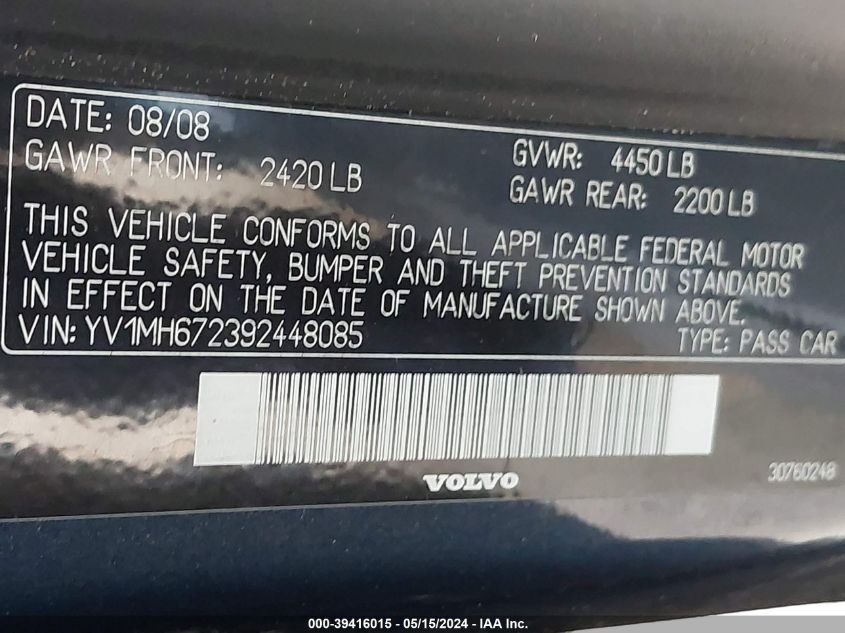 DATE: 08/08
GVWR: 4450 LB
GAWR FRONT: 2420 LB
GAWR REAR: 2200 LB
THIS VEHICLE CONFORMS TO ALL APPLICABLE FEDERAL MOTOR
VEHICLE SAFETY, BUMPER AND THEFT PREVENTION STANDARDS
IN EFFECT ON THE DATE OF MANUFACTURE SHOWN ABOVE.
VIN: YV1MH672392448085
TYPE: PASS CAR
VOLVO
30760248
000-39416015 - 05/15/2024 - IAA Inc.